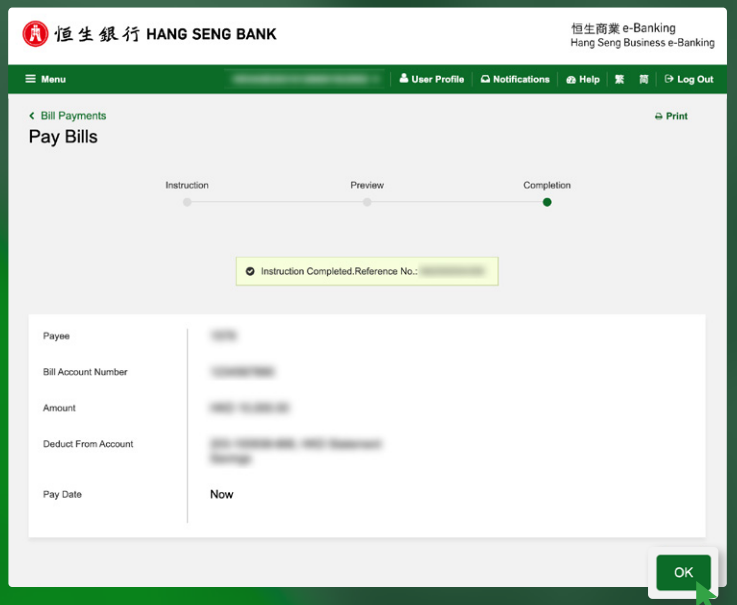 恒生銀行 HANG SENG BANK
恒生商業 e-Banking
Hang Seng Business e-Banking
Menu
User Profile
Notifications
Help
繁
简
Log Out
Bill Payments
Print
Pay Bills
Instruction
Preview
Completion
Instruction Completed.Reference No.:
Payee
Bill Account Number
Amount
Deduct From Account
Pay Date
Now
OK